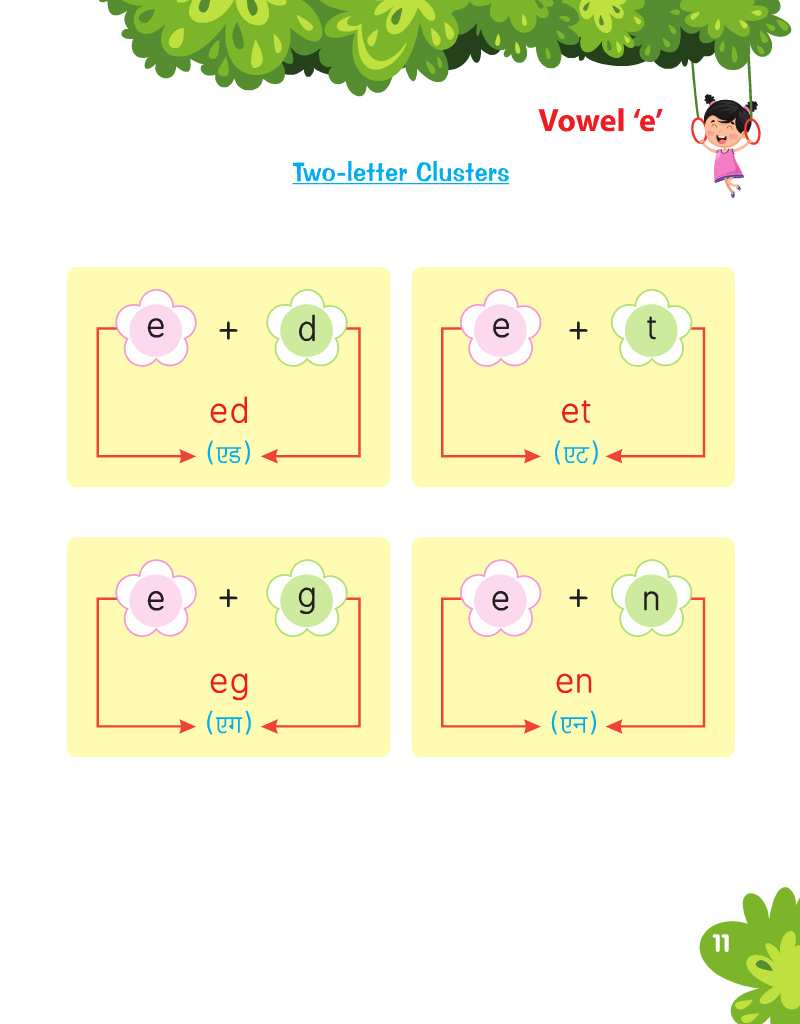 Vowel ‘e’
Two-letter Clusters
e + d
ed
(एड)
e + t
et
(एट)
e + g
eg
(एग)
e + n
en
(एन)
11